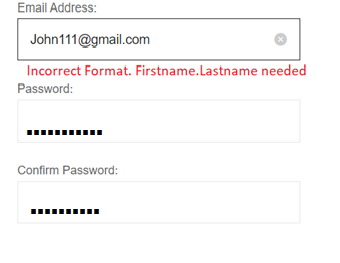 Email Address:
John111@gmail.com
Incorrect Format. Firstname.Lastname needed
Password:
•••••••••••
Confirm Password:
••••••••••